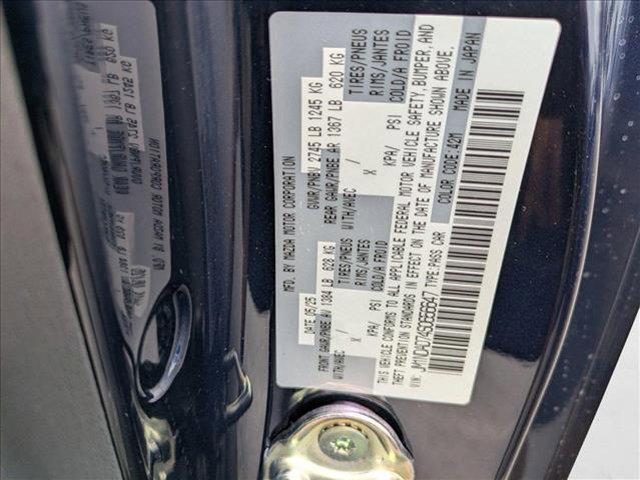 MFD. BY MAZDA MOTOR CORPORATION
DATE: 05/25 GVWR/PNBV 2745 LB 1245 KG
FRONT GAWR/PNBE AV 1384 LB 628 KG REAR GAWR/PNBE AR 1367 LB 620 KG
WITH/AVEC TIRES/PNEUS WITH/AVEC TIRES/PNEUS
X RIMS/JANTES X RIMS/JANTES
KPA/ PSI COLD/A FROID KPA/ PSI COLD/A FROID
THIS VEHICLE CONFORMS TO ALL APPLICABLE FEDERAL MOTOR VEHICLE SAFETY, BUMPER, AND
THEFT PREVENTION STANDARDS IN EFFECT ON THE DATE OF MANUFACTURE SHOWN ABOVE.
VIN: TYPE: PASS CAR COLOR CODE: 42M MADE IN JAPAN